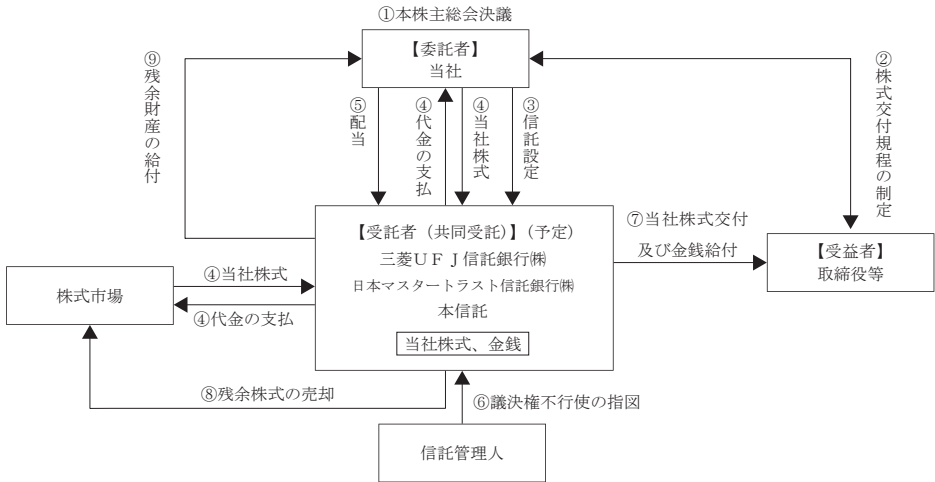 ①本株主総会決議
【委託者】
当社
⑨残余財産の給付
⑤配当
④代金の支払
④当社株式
③信託設定
②株式交付規程の制定
【受託者（共同受託）】（予定）
三菱ＵＦＪ信託銀行㈱
日本マスタートラスト信託銀行㈱
本信託
当社株式、金銭
⑦当社株式交付
及び金銭給付
【受益者】
取締役等
株式市場
④当社株式
④代金の支払
⑧残余株式の売却
⑥議決権不行使の指図
信託管理人